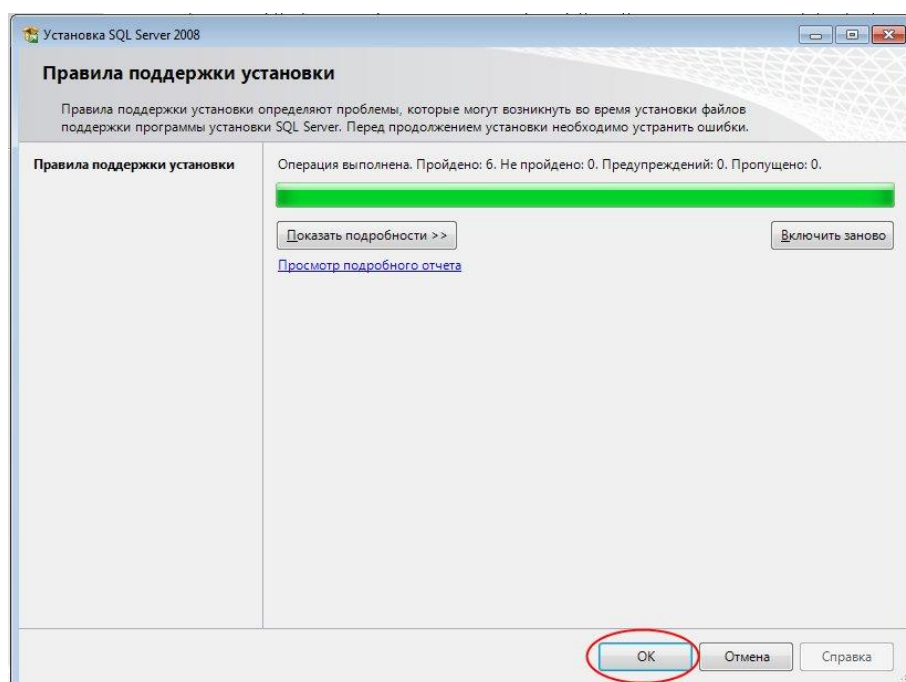 Установка SQL Server 2008
Правила поддержки установки
Правила поддержки установки определяют проблемы, которые могут возникнуть во время установки файлов
поддержки программы установки SQL Server. Перед продолжением установки необходимо устранить ошибки.
Правила поддержки установки
Операция выполнена. Пройдено: 6. Не пройдено: 0. Предупреждений: 0. Пропущено: 0.
Показать подробности >>
Включить заново
Просмотр подробного отчета
OK
Отмена
Справка